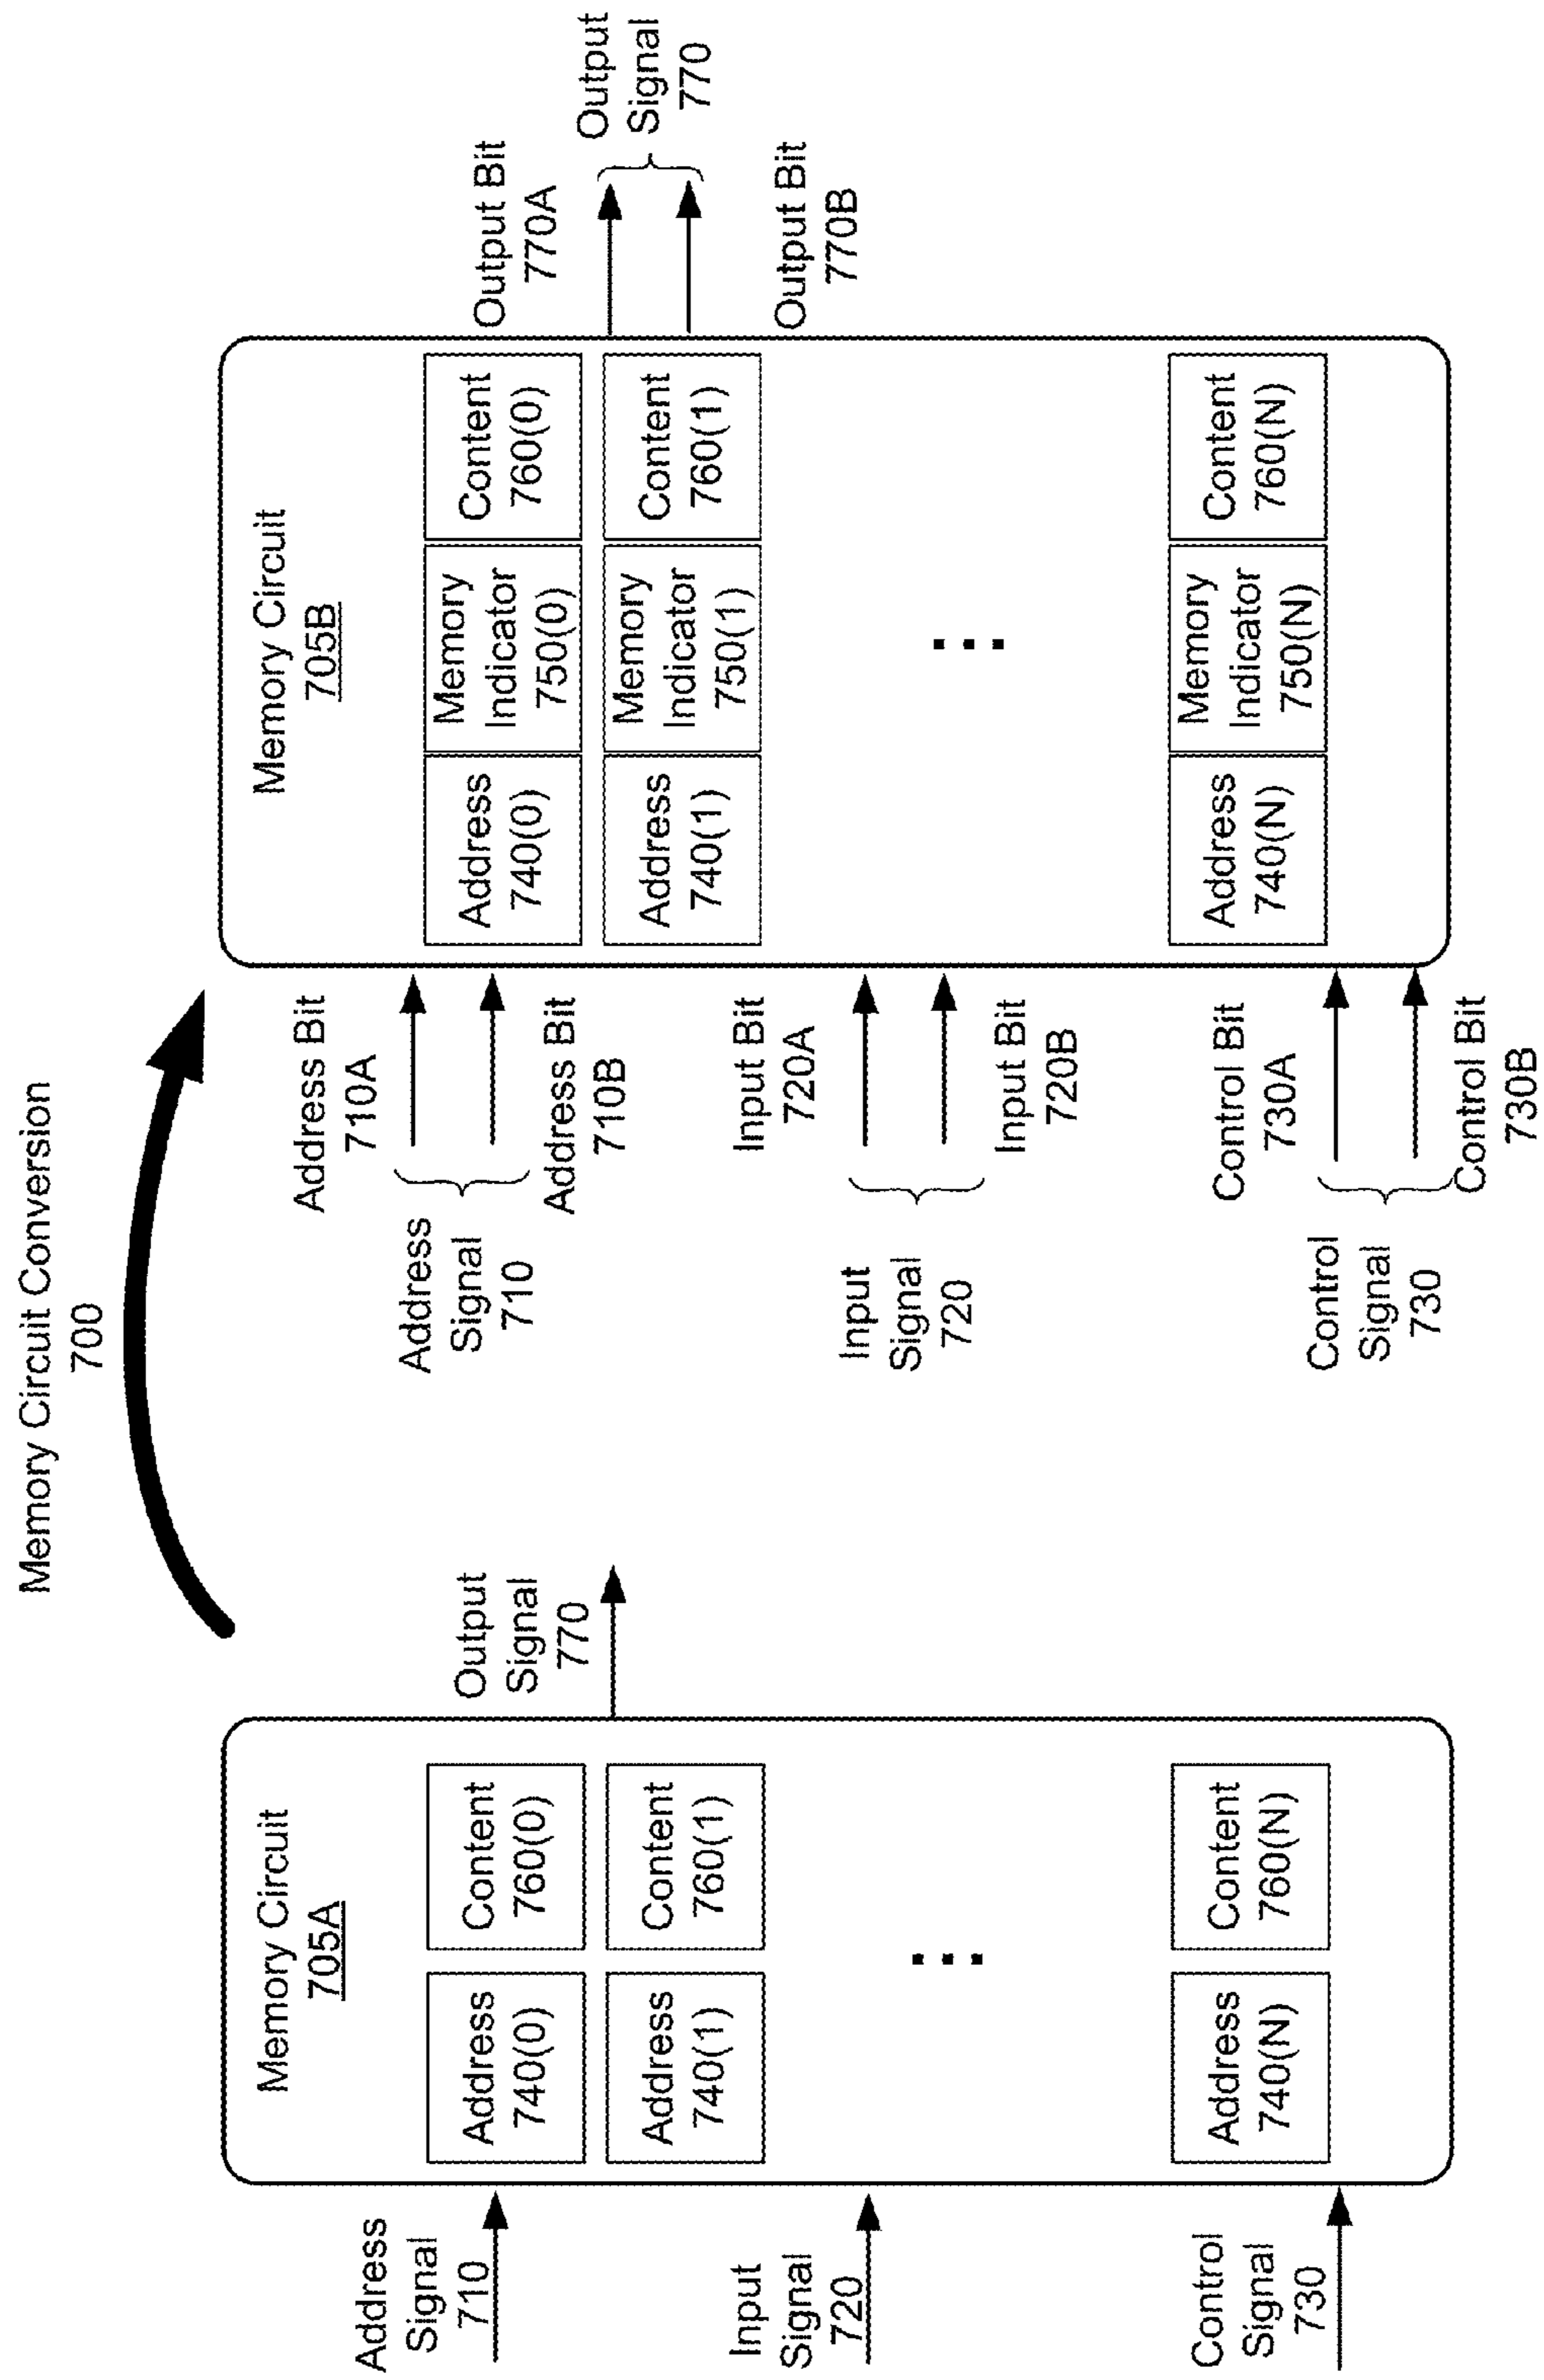 Memory Circuit Conversion
700
Memory Circuit
705A
Address
Signal
710
Input
Signal
720
Control
Signal
730
Address
740(0)
Content
760(0)
Address
740(1)
Content
760(1)
...
Address
740(N)
Content
760(N)
Output
Signal
770
Memory Circuit
705B
Address Bit
710A
Address
Signal
710
Address Bit
710B
Input Bit
720A
Input
Signal
720
Input Bit
720B
Control Bit
730A
Control
Signal
730
Control Bit
730B
Address
740(0)
Memory
Indicator
750(0)
Content
760(0)
Address
740(1)
Memory
Indicator
750(1)
Content
760(1)
...
Address
740(N)
Memory
Indicator
750(N)
Content
760(N)
Output Bit
770A
Output
Signal
770
Output Bit
770B